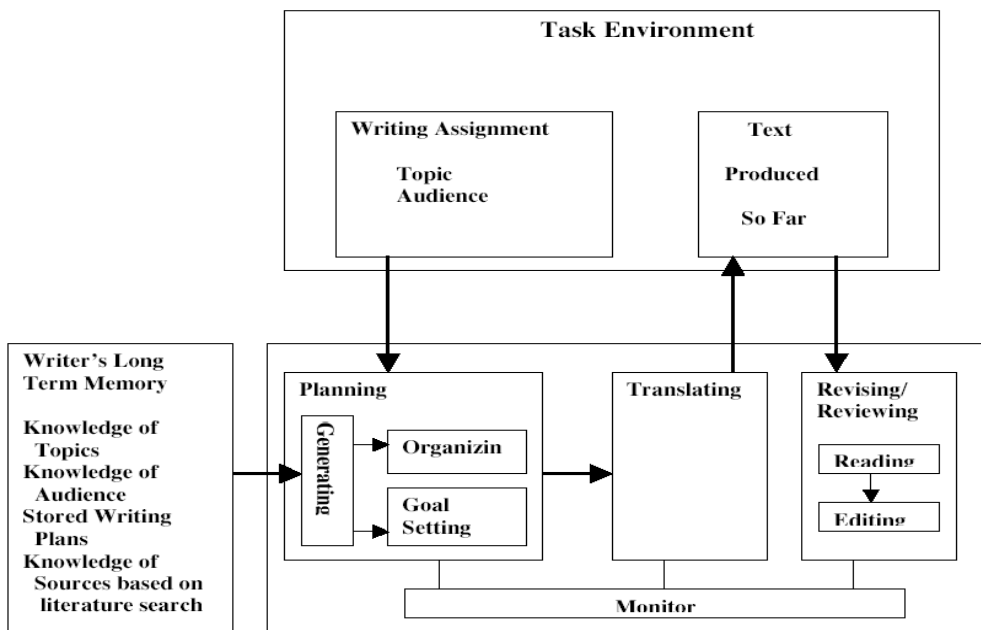 Task Environment
Writing Assignment
Topic
Audience
Text
Produced
So Far
Writer's Long
Term Memory
Knowledge of
Topics
Knowledge of
Audience
Stored Writing
Plans
Knowledge of
Sources based on
literature search
Planning
Generating
Organizin
Goal
Setting
Translating
Revising/
Reviewing
Reading
Editing
Monitor